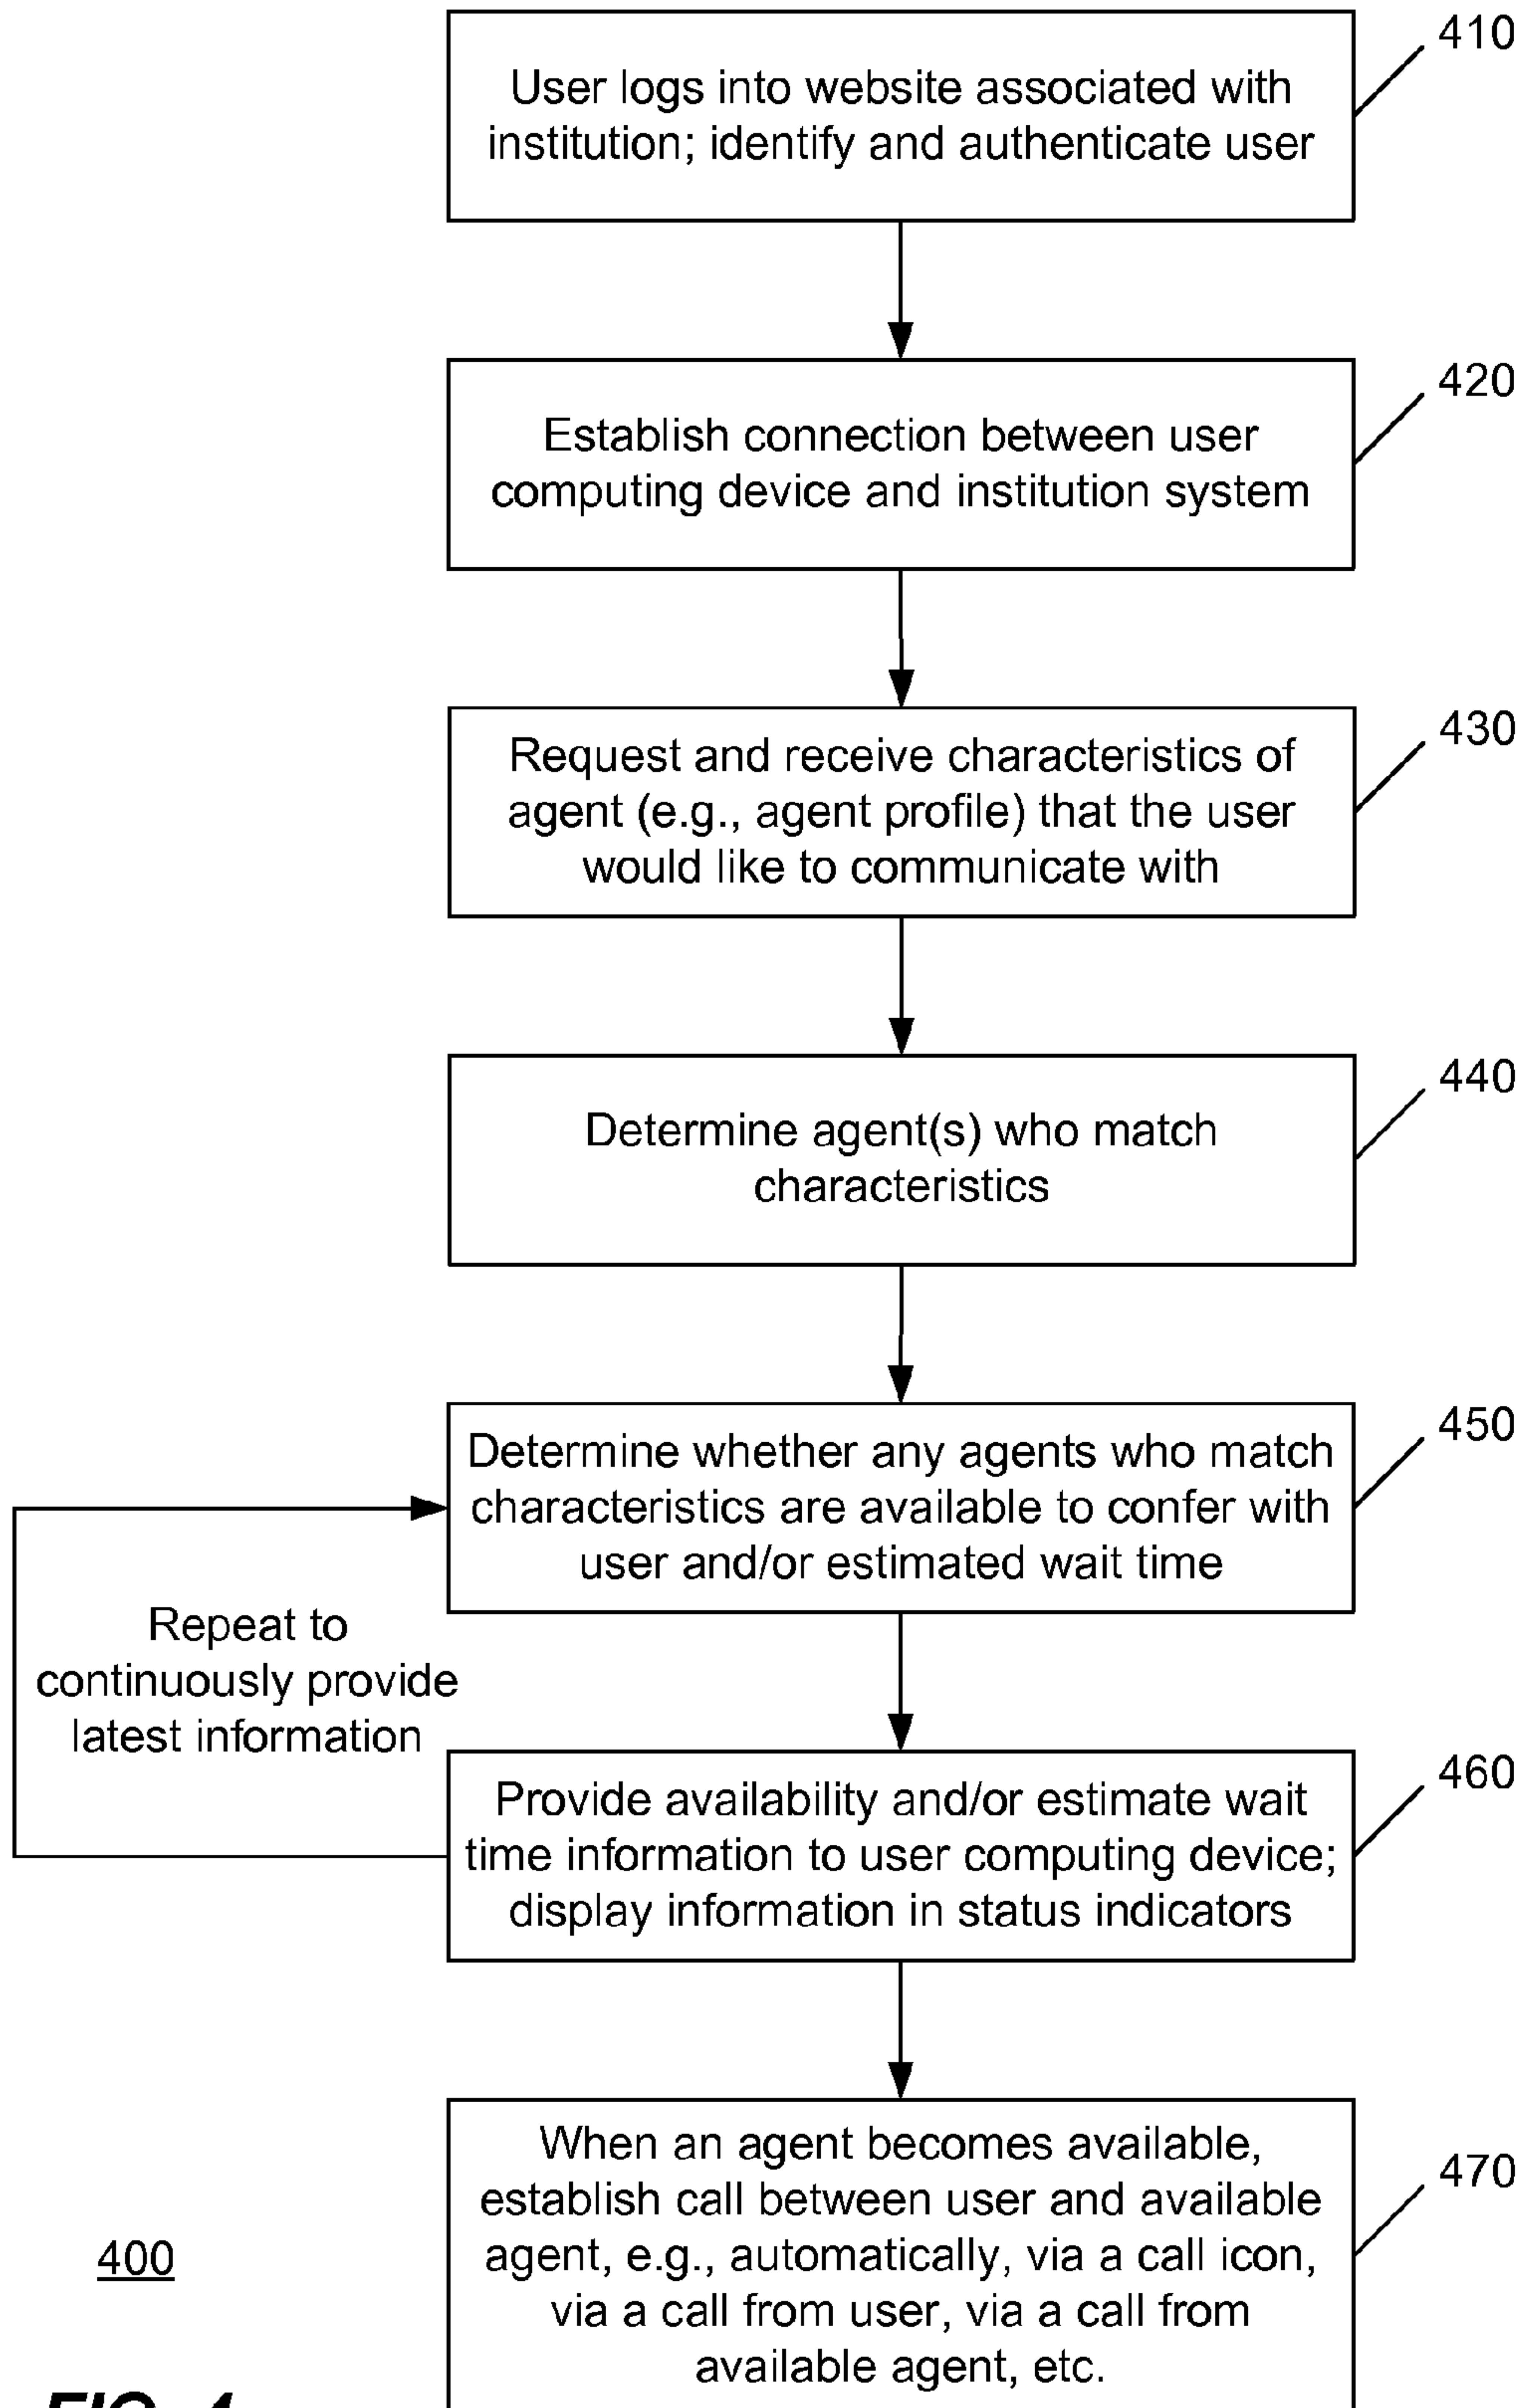 410
User logs into website associated with
institution; identify and authenticate user
420
Establish connection between user
computing device and institution system
430
Request and receive characteristics of
agent (e.g., agent profile) that the user
would like to communicate with
440
Determine agent(s) who match
characteristics
450
Determine whether any agents who match
characteristics are available to confer with
user and/or estimated wait time
Repeat to
continuously provide
latest information
460
Provide availability and/or estimate wait
time information to user computing device;
display information in status indicators
470
When an agent becomes available,
establish call between user and available
agent, e.g., automatically, via a call icon,
via a call from user, via a call from
available agent, etc.
400